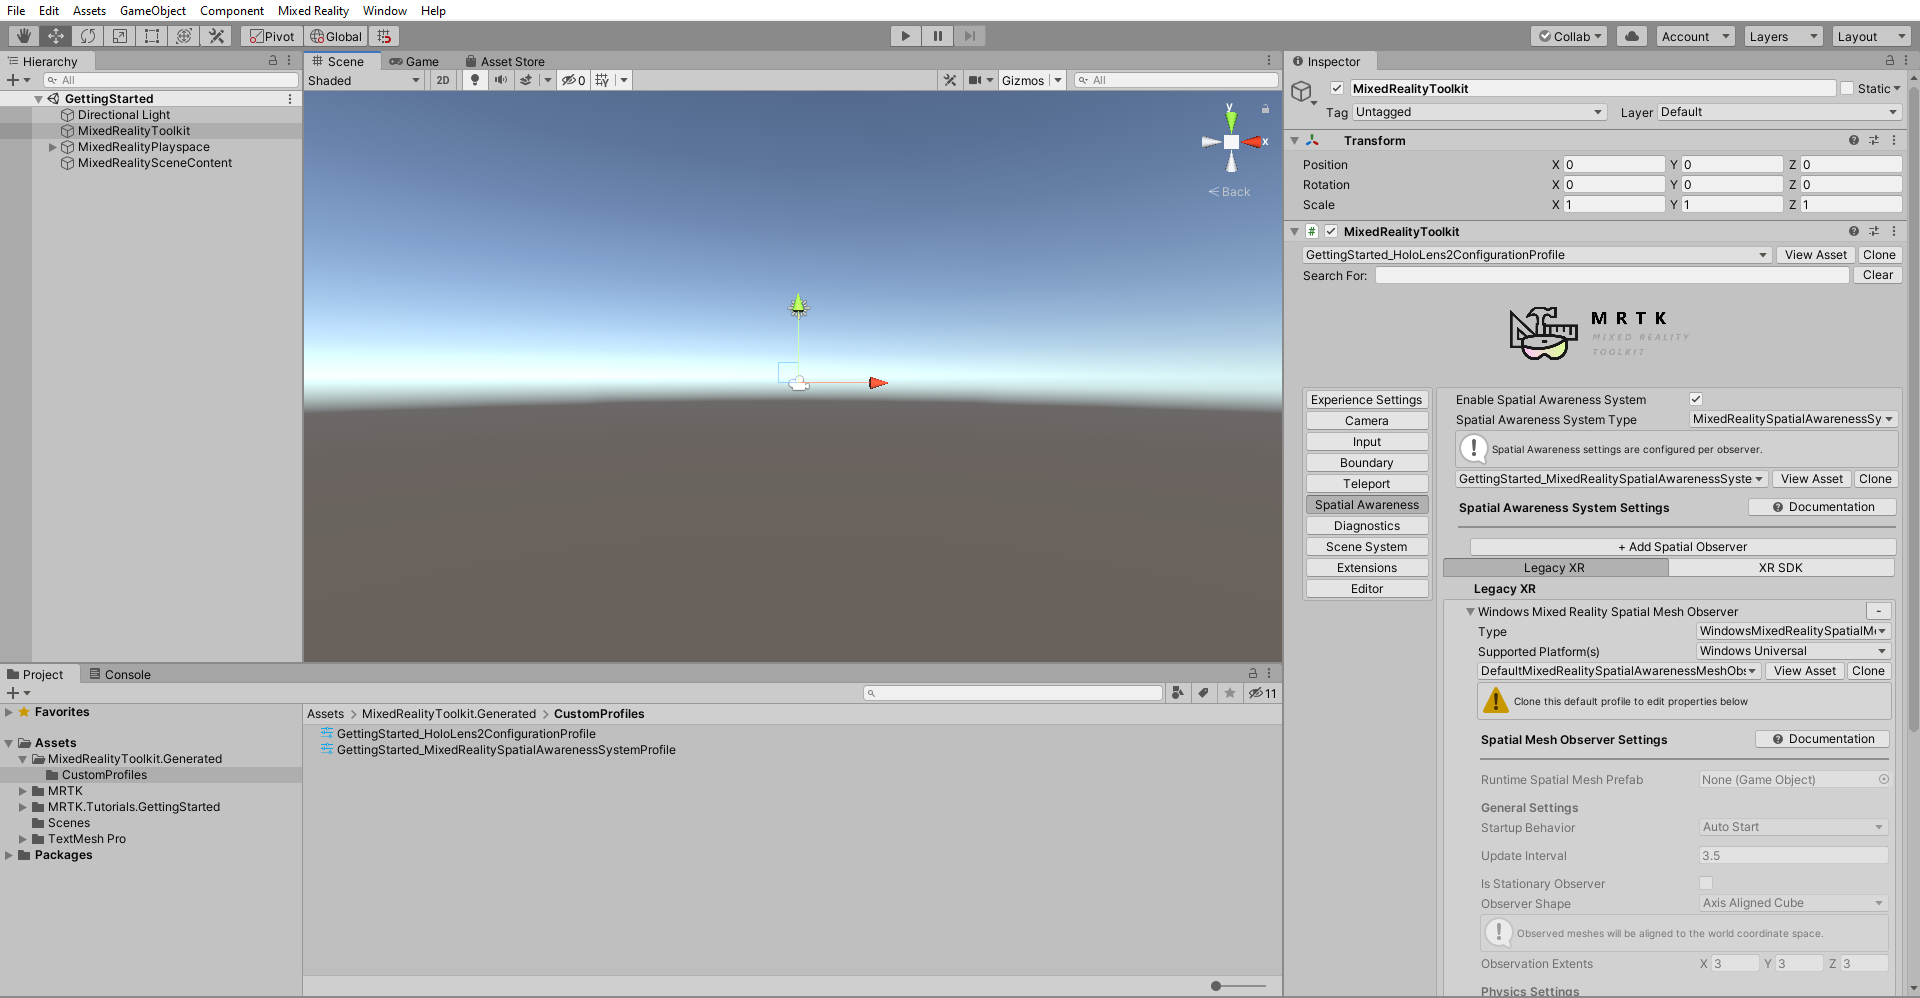 File Edit Assets GameObject Component Mixed Reality Window Help
Pivot Global Collab Account Layers Layout
Hierarchy
All
GettingStarted
Directional Light
MixedRealityToolkit
MixedRealityPlayspace
MixedRealitySceneContent
Scene Game Asset Store
Shaded 2D 0 Gizmos All
y
x
Back
Project Console
11
Favorites
Assets
MixedRealityToolkit.Generated
CustomProfiles
MRTK
MRTK.Tutorials.GettingStarted
Scenes
TextMesh Pro
Packages
Assets > MixedRealityToolkit.Generated > CustomProfiles
GettingStarted_HoloLens2ConfigurationProfile
GettingStarted_MixedRealitySpatialAwarenessSystemProfile
Inspector
MixedRealityToolkit Static
Tag Untagged Layer Default
Transform
Position X 0 Y 0 Z 0
Rotation X 0 Y 0 Z 0
Scale X 1 Y 1 Z 1
# MixedRealityToolkit
GettingStarted_HoloLens2ConfigurationProfile View Asset Clone
Search For: Clear
MRTK
MIXED REALITY
TOOLKIT
Experience Settings
Camera
Input
Boundary
Teleport
Spatial Awareness
Diagnostics
Scene System
Extensions
Editor
Enable Spatial Awareness System
Spatial Awareness System Type MixedRealitySpatialAwarenessSy
Spatial Awareness settings are configured per observer.
GettingStarted_MixedRealitySpatialAwarenessSyste View Asset Clone
Spatial Awareness System Settings Documentation
+ Add Spatial Observer
Legacy XR XR SDK
Legacy XR
Windows Mixed Reality Spatial Mesh Observer -
Type WindowsMixedRealitySpatialM
Supported Platform(s) Windows Universal
DefaultMixedRealitySpatialAwarenessMeshObs View Asset Clone
Clone this default profile to edit properties below
Spatial Mesh Observer Settings Documentation
Runtime Spatial Mesh Prefab None (Game Object)
General Settings
Startup Behavior Auto Start
Update Interval 3.5
Is Stationary Observer
Observer Shape Axis Aligned Cube
Observed meshes will be aligned to the world coordinate space.
Observation Extents X 3 Y 3 Z 3
Physics Settings